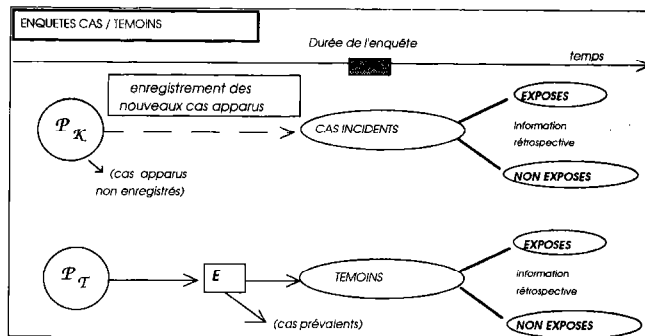 ENQUETES CAS / TEMOINS
Durée de l'enquête
temps
enregistrement des
nouveaux cas apparus
P K
CAS INCIDENTS
EXPOSES
Information
rétrospective
NON EXPOSES
(cas apparus
non enregistrés)
P T
E
TEMOINS
EXPOSES
Information
rétrospective
NON EXPOSES
(cas prévalents)